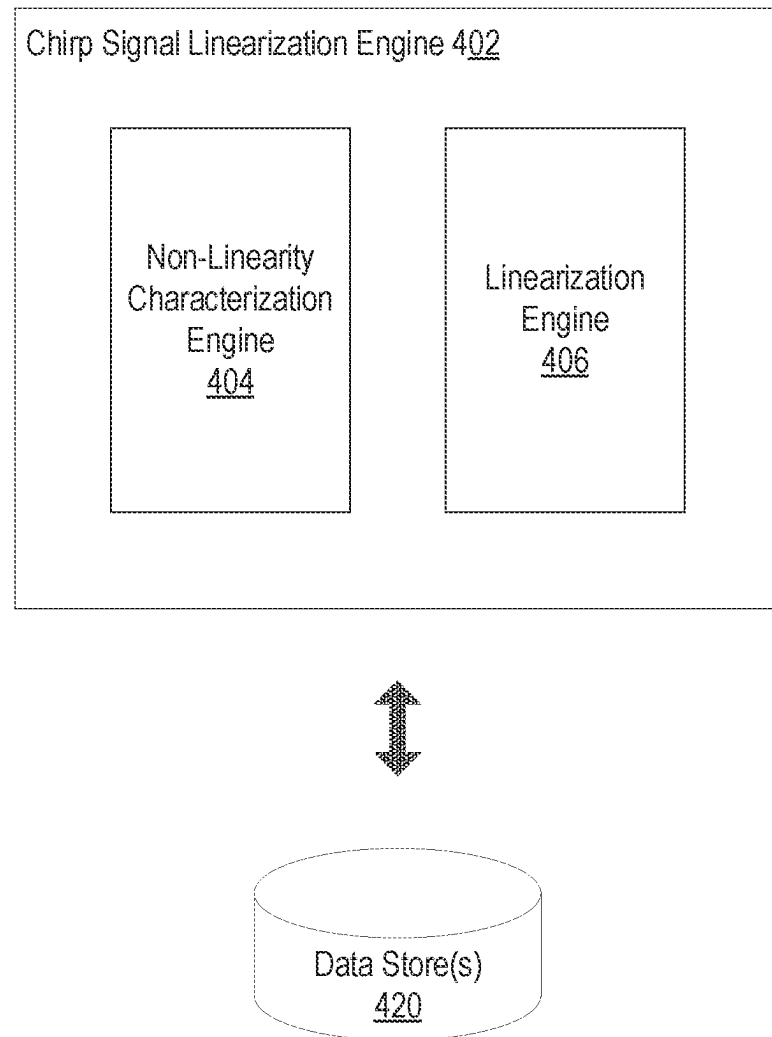 Chirp Signal Linearization Engine 402
Non-Linearity
Characterization
Engine
404
Linearization
Engine
406
Data Store(s)
420